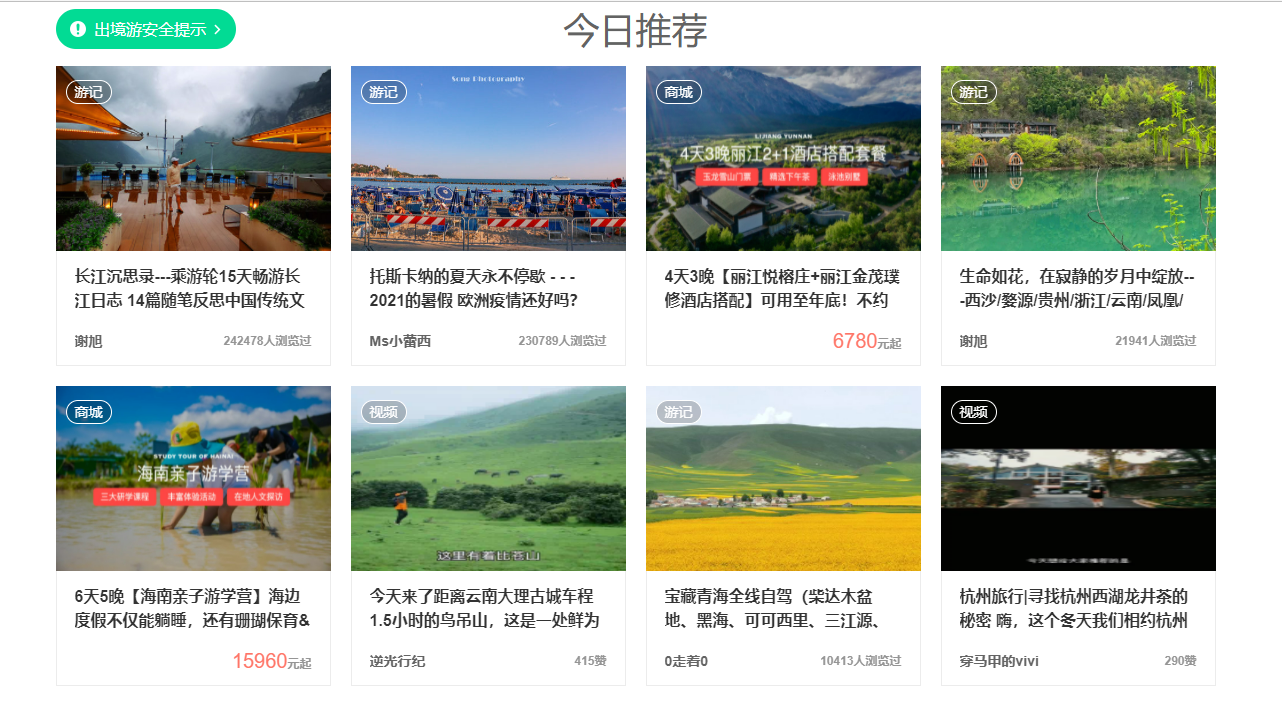 出境游安全提示
今日推荐
游记
Song Photography
游记
商城
LIJIANG YUNNAN
4天3晚丽江2+1酒店搭配套餐
玉龙雪山门票 精选下午茶 泳池别墅
游记
长江沉思录---乘游轮15天畅游长
江日志 14篇随笔反思中国传统文
谢旭 242478人浏览过
托斯卡纳的夏天永不停歇 - - -
2021的暑假 欧洲疫情还好吗?
Ms小蕾西 230789人浏览过
4天3晚【丽江悦榕庄+丽江金茂璞
修酒店搭配】可用至年底！不约
6780元起
生命如花，在寂静的岁月中绽放--
-西沙/婺源/贵州/浙江/云南/凤凰/
谢旭 21941人浏览过
商城
STUDY TOUR OF HAINAI
海南亲子游学营
三大研学课程 丰富体验活动 在地人文探访
视频
这里有着比苍山
游记
视频
6天5晚【海南亲子游学营】海边
度假不仅能躺睡，还有珊瑚保育&
15960元起
今天来了距离云南大理古城车程
1.5小时的鸟吊山，这是一处鲜为
逆光行纪 415赞
宝藏青海全线自驾（柴达木盆
地、黑海、可可西里、三江源、
0走着0 10413人浏览过
杭州旅行|寻找杭州西湖龙井茶的
秘密 嗨，这个冬天我们相约杭州
穿马甲的vivi 290赞